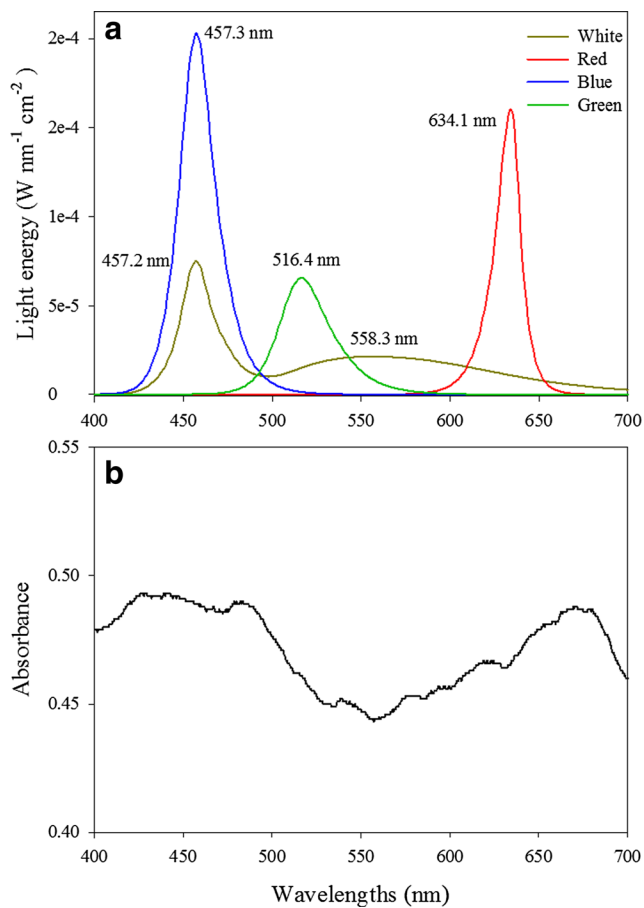 a
457.3 nm
White
Red
Blue
Green
634.1 nm
457.2 nm
516.4 nm
558.3 nm
Light energy (W nm-1 cm-2 )
2e-4
2e-4
1e-4
5e-5
0
400 450 500 550 600 650 700
b
Absorbance
0.55
0.50
0.45
0.40
400 450 500 550 600 650 700
Wavelengths (nm)